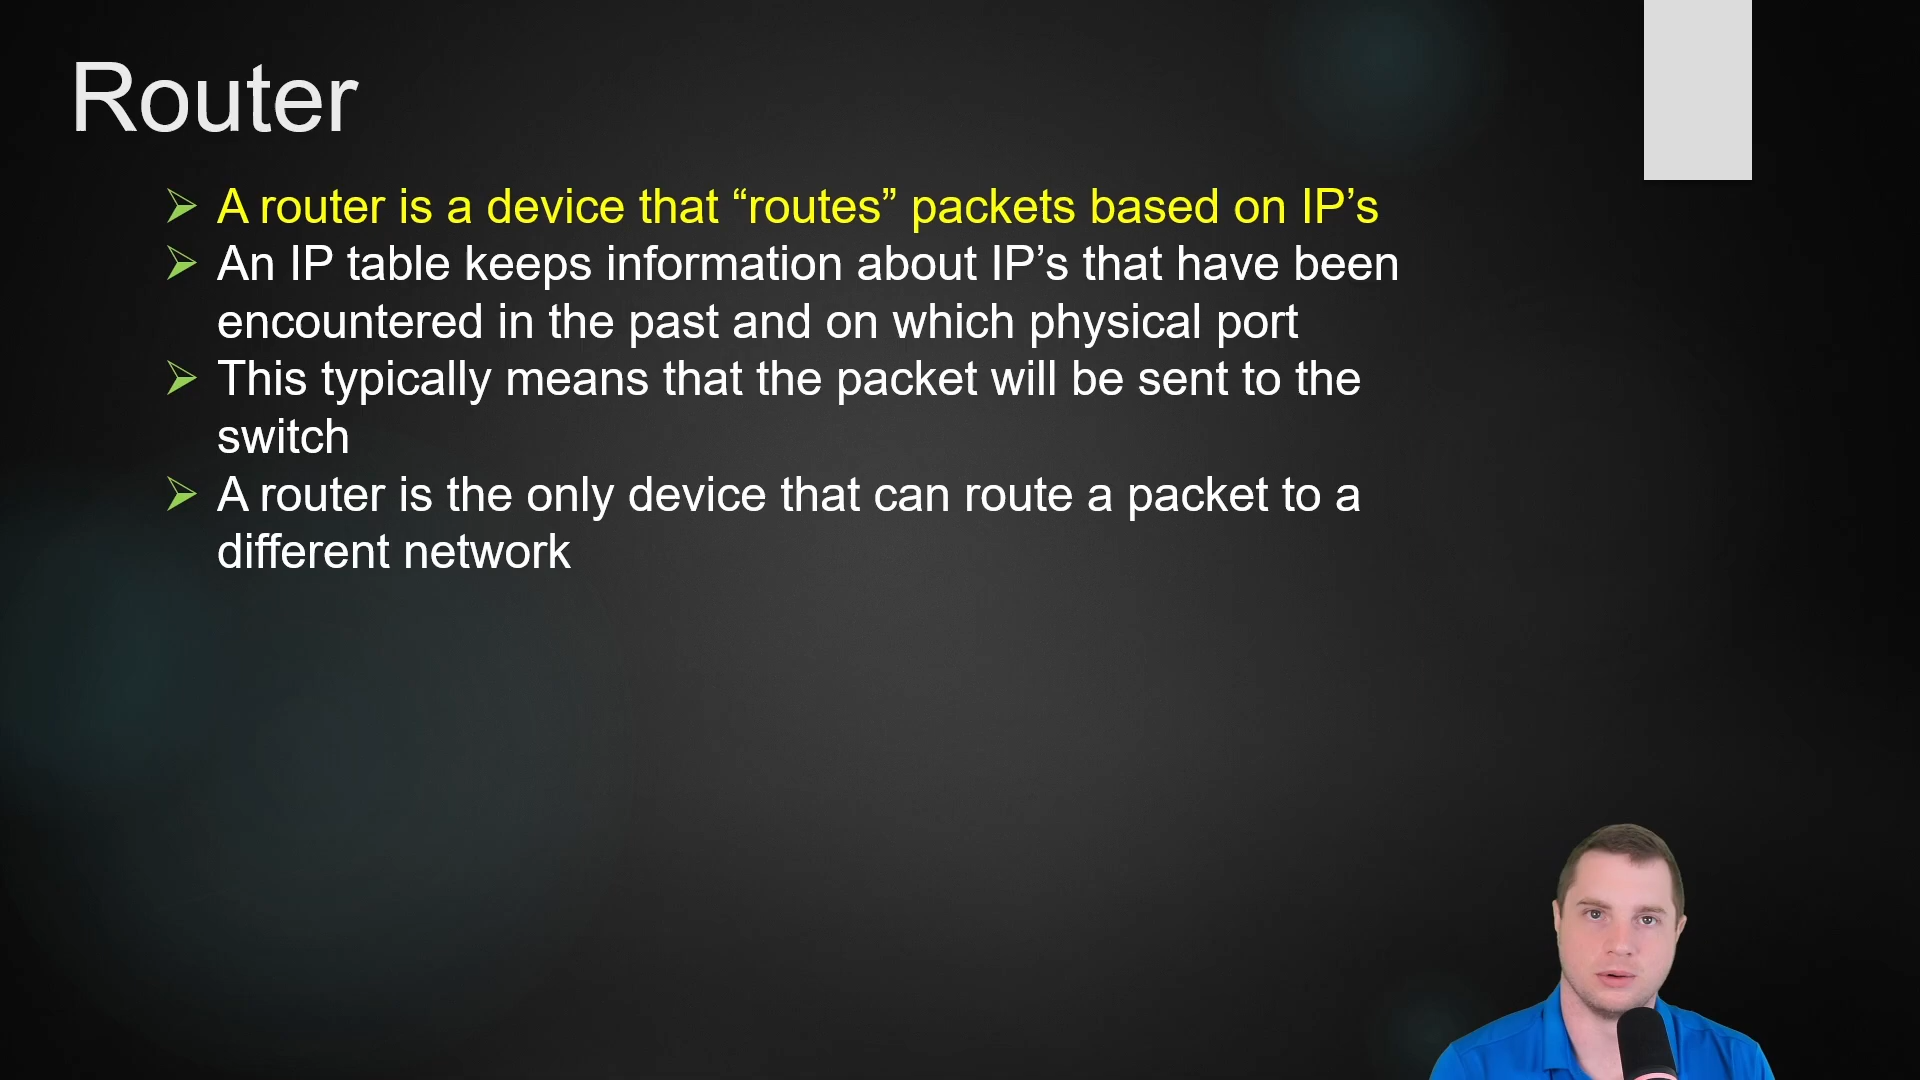 Router
A router is a device that “routes” packets based on IP’s
An IP table keeps information about IP’s that have been
encountered in the past and on which physical port
This typically means that the packet will be sent to the
switch
A router is the only device that can route a packet to a
different network